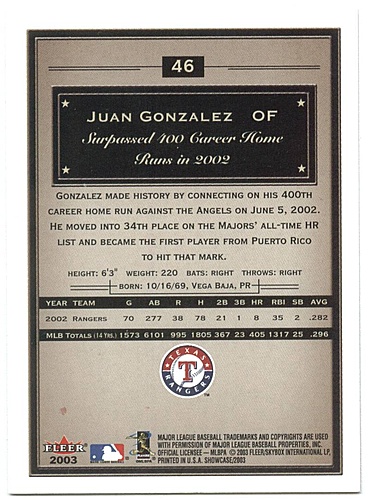 46
JUAN GONZALEZ OF
Surpassed 400 Career Home
Runs in 2002
GONZALEZ MADE HISTORY BY CONNECTING ON HIS 400TH
CAREER HOME RUN AGAINST THE ANGELS ON JUNE 5, 2002.
HE MOVED INTO 34TH PLACE ON THE MAJORS' ALL-TIME HR
LIST AND BECAME THE FIRST PLAYER FROM PUERTO RICO
TO HIT THAT MARK.
HEIGHT: 6'3" WEIGHT: 220 BATS: RIGHT THROWS: RIGHT
BORN: 10/16/69, VEGA BAJA, PR
YEAR TEAM G AB R H 2B 3B HR RBI SB AVG
2002 RANGERS 70 277 38 78 21 1 8 35 2 .282
MLB TOTALS (14 YRS.) 1573 6101 995 1805 367 23 405 1317 25 .296
TEXAS
T
RANGERS
TM
FLEER
2003
MAJOR LEAGUE BASEBALL TRADEMARKS AND COPYRIGHTS ARE USED
WITH PERMISSION OF MAJOR LEAGUE BASEBALL PROPERTIES, INC.
OFFICIAL LICENSEE – MLBPA © 2003 FLEER/SKYBOX INTERNATIONAL LP,
PRINTED IN U.S.A. SHOWCASE/2003